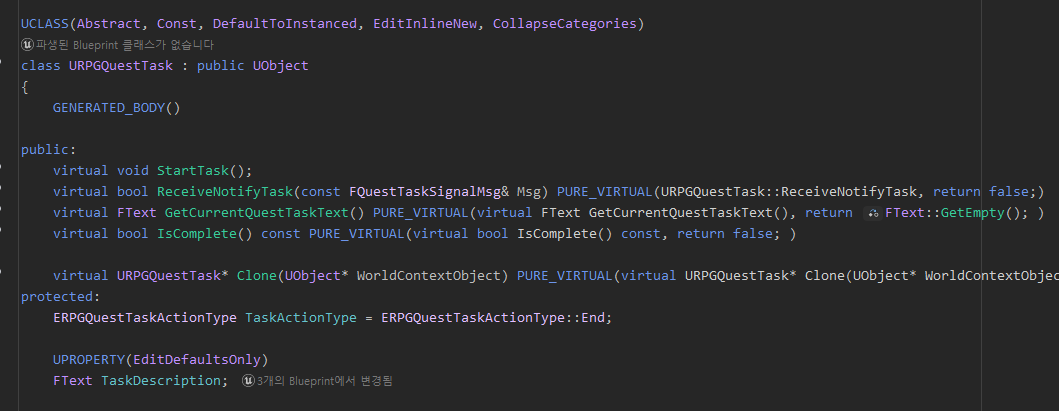 UCLASS(Abstract, Const, DefaultToInstanced, EditInlineNew, CollapseCategories)
파생된 Blueprint 클래스가 없습니다
class URPGQuestTask : public UObject
{
GENERATED_BODY()
public:
virtual void StartTask();
virtual bool ReceiveNotifyTask(const FQuestTaskSignalMsg& Msg) PURE_VIRTUAL(URPGQuestTask::ReceiveNotifyTask, return false;)
virtual FText GetCurrentQuestTaskText() PURE_VIRTUAL(virtual FText GetCurrentQuestTaskText(), return FText::GetEmpty(); )
virtual bool IsComplete() const PURE_VIRTUAL(virtual bool IsComplete() const, return false; )
virtual URPGQuestTask* Clone(UObject* WorldContextObject) PURE_VIRTUAL(virtual URPGQuestTask* Clone(UObject* WorldContextObje
protected:
ERPGQuestTaskActionType TaskActionType = ERPGQuestTaskActionType::End;
UPROPERTY(EditDefaultsOnly)
FText TaskDescription; 3개의 Blueprint에서 변경됨